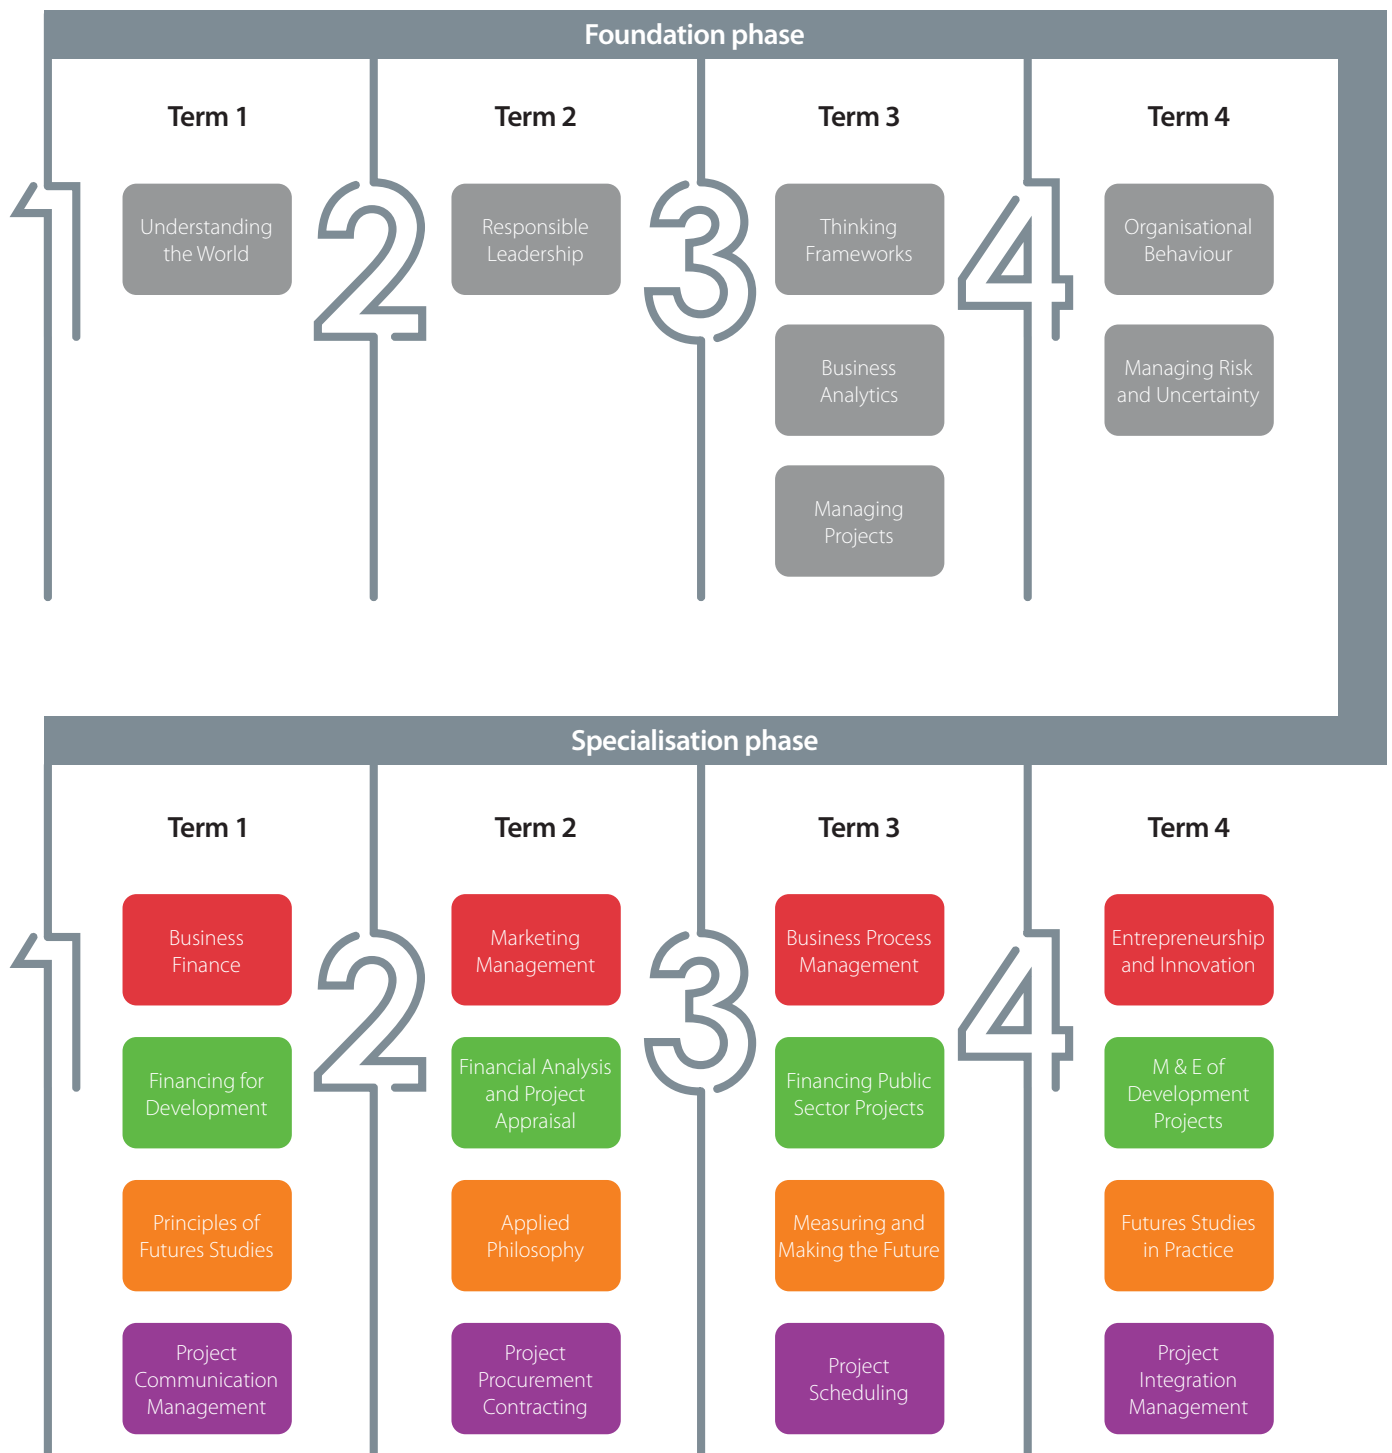 Foundation phase
Term 1
Term 2
Term 3
Term 4
1
2
3
4
Understanding
the World
Responsible
Leadership
Thinking
Frameworks
Organisational
Behaviour
Business
Analytics
Managing Risk
and Uncertainty
Managing
Projects
Specialisation phase
Term 1
Term 2
Term 3
Term 4
1
2
3
4
Business
Finance
Marketing
Management
Business Process
Management
Entrepreneurship
and Innovation
Financing for
Development
Financial Analysis
and Project
Appraisal
Financing Public
Sector Projects
M & E of
Development
Projects
Principles of
Futures Studies
Applied
Philosophy
Measuring and
Making the Future
Futures Studies
in Practice
Project
Communication
Management
Project
Procurement
Contracting
Project
Scheduling
Project
Integration
Management